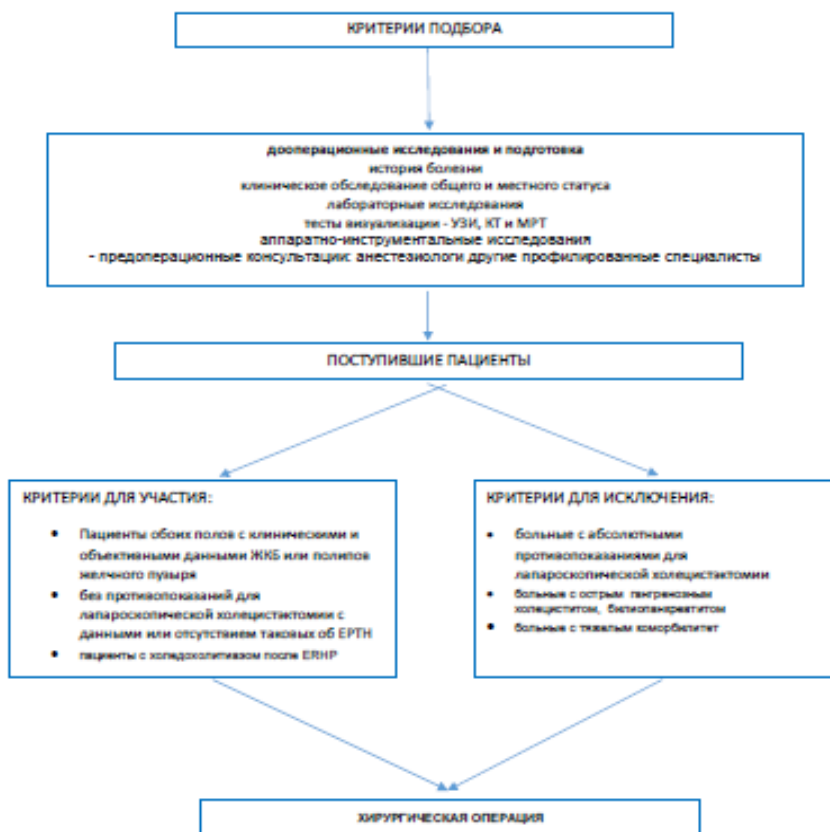 КРИТЕРИИ ПОДБОРА
дооперационные исследования и подготовка
история болезни
клиническое обследование общего и местного статуса
лабораторные исследования
тесты визуализации - УЗИ, КТ и МРТ
аппаратно-инструментальные исследования
- предоперационные консультации: анестезиологи другие профилированные специалисты
ПОСТУПИВШИЕ ПАЦИЕНТЫ
КРИТЕРИИ ДЛЯ УЧАСТИЯ:
• Пациенты обоих полов с клиническими и
объективными данными ЖКБ или полипов
желчного пузыря
• без противопоказаний для
лапароскопической холецистэктомии с
данными или отсутствием таковых об ЕРТН
• пациенты с холедохолитиазом после ERHP
КРИТЕРИИ ДЛЯ ИСКЛЮЧЕНИЯ:
• больные с абсолютными
противопоказаниями для
лапароскопической холецистэктомии
• больные с острым гангренозным
холециститом, билиопанкреатитом
• больные с тяжелым коморбилитет
ХИРУРГИЧЕСКАЯ ОПЕРАЦИЯ